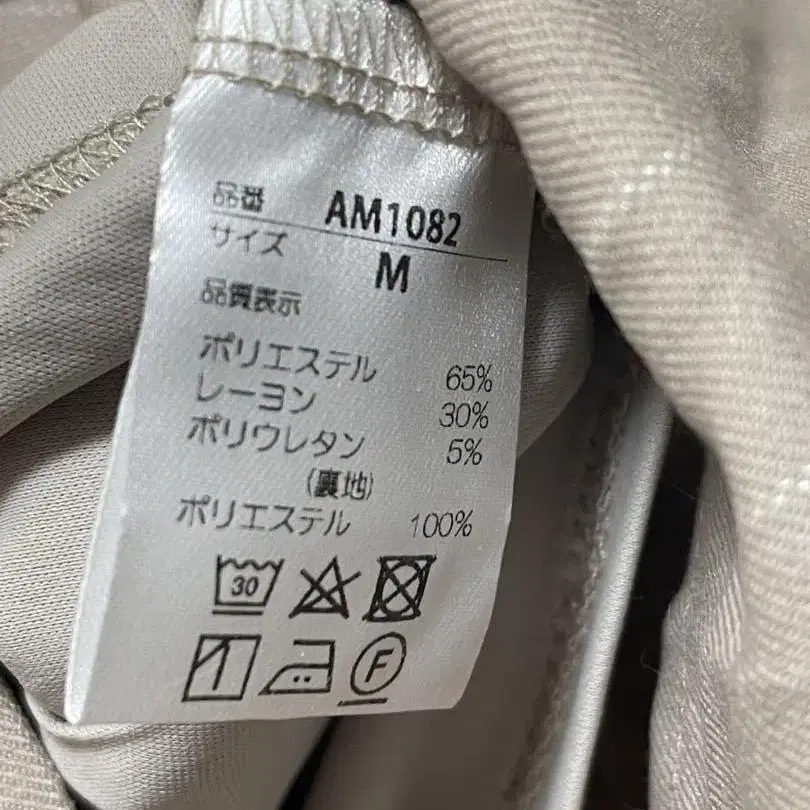 品番 AM1082
サイズ M
品質表示
ポリエステル 65%
レーヨン 30%
ポリウレタン 5%
(裏地)
ポリエステル 100%
30
F